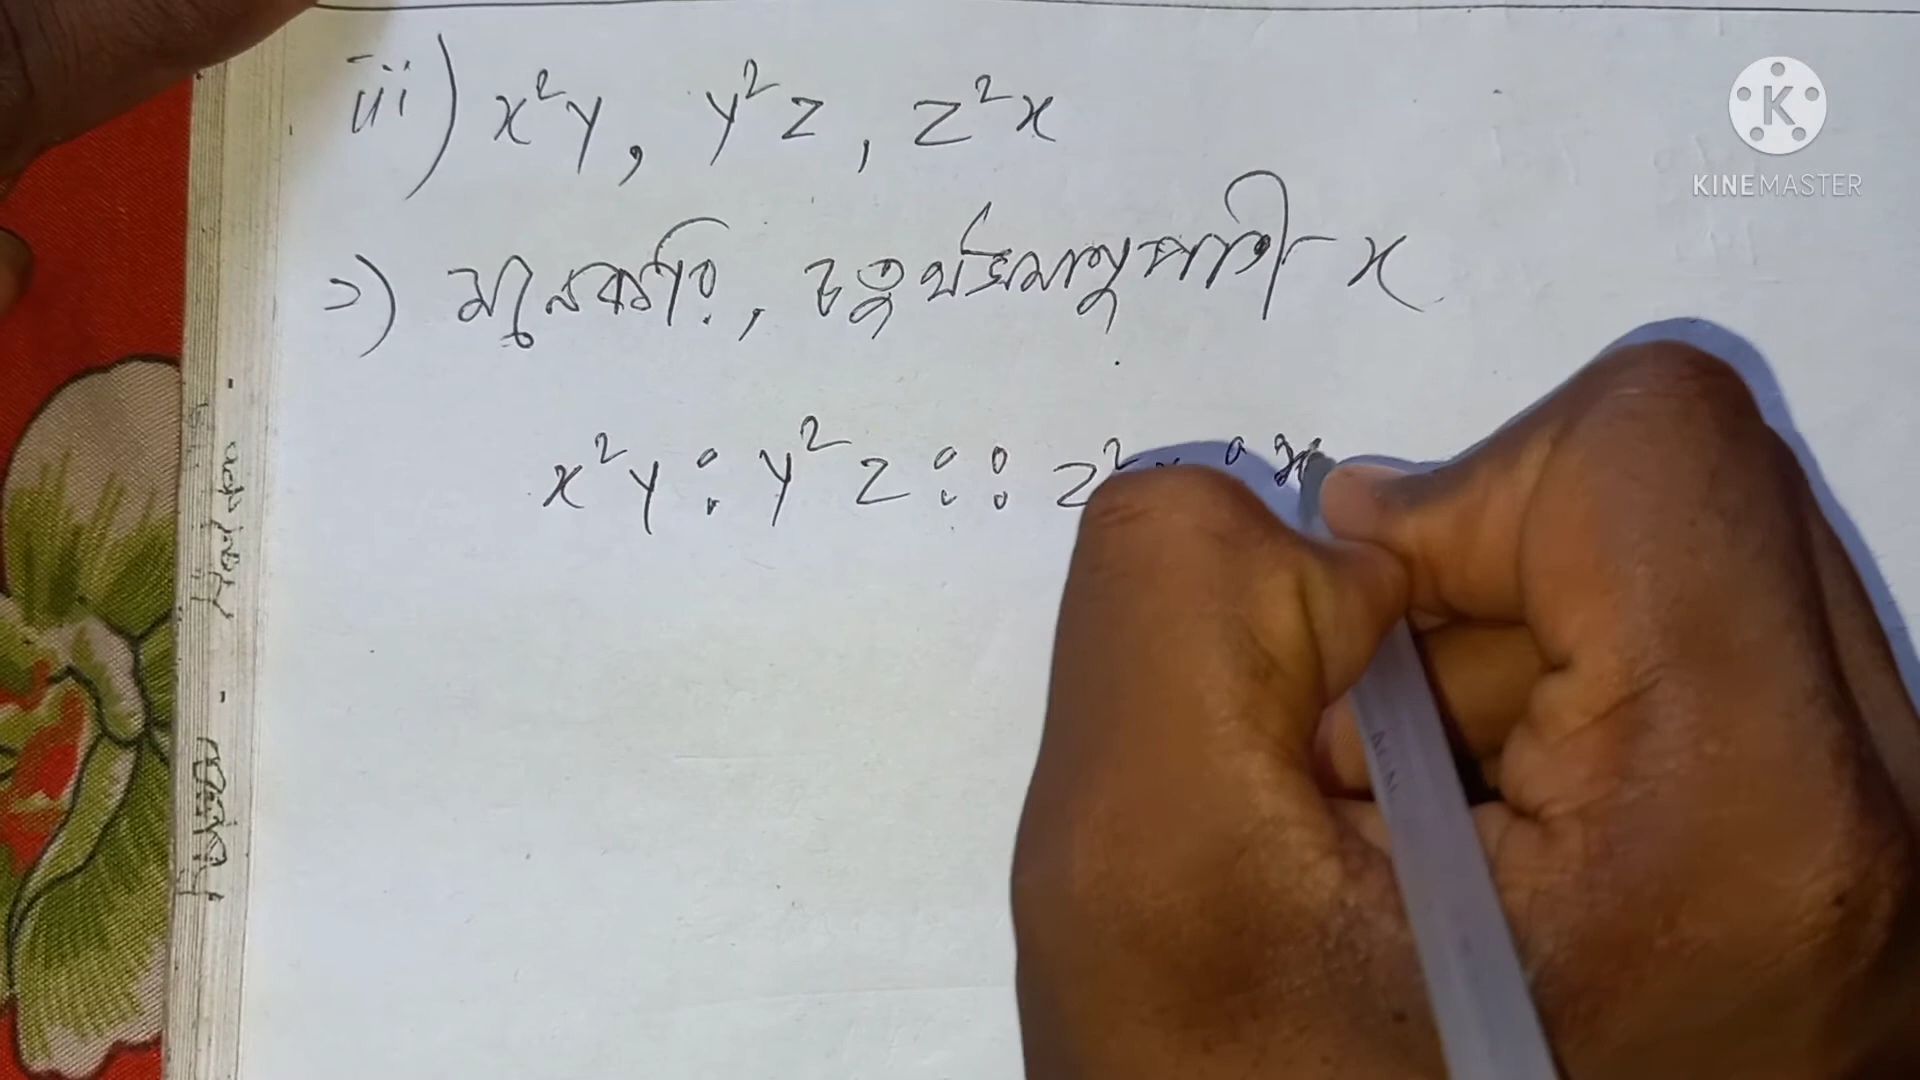 iii) x²y, y²z, z²x
⇒) মনেকরি, চতুর্থ সমানুপাতী x
x²y : y²z :: z²x : x
KINEMASTER